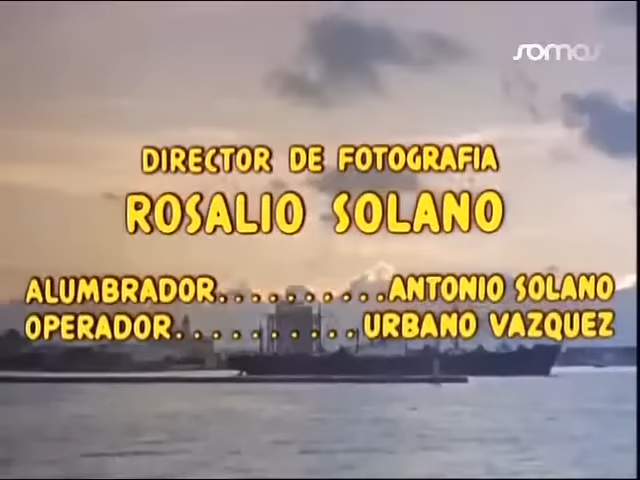 somos
DIRECTOR DE FOTOGRAFIA
ROSALIO SOLANO
ALUMBRADOR..........ANTONIO SOLANO
OPERADOR..........URBANO VAZQUEZ